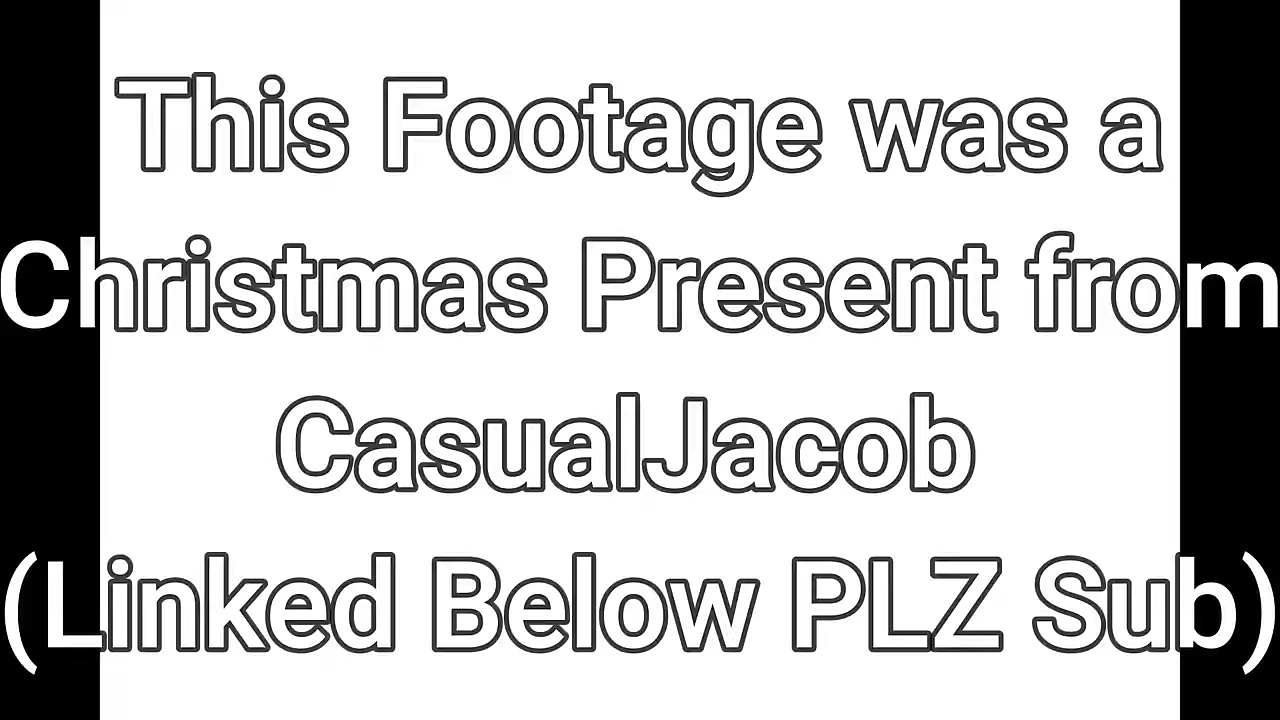 This Footage was a
Christmas Present from
CasualJacob
(Linked Below PLZ Sub)